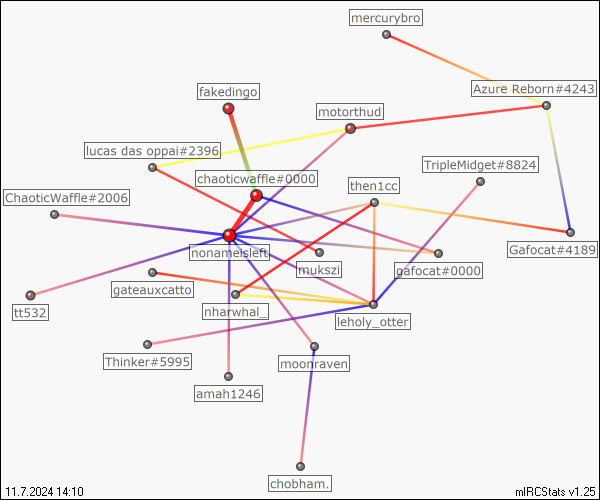 mercurybro
Azure Reborn#4243
fakedingo
motorthud
lucas das oppai#2396
TripleMidget#8824
chaoticwaffle#0000
then1cc
ChaoticWaffle#2006
nonameisleft
Gafocat#4189
mukszi
gafocat#0000
gateauxcatto
tt532
nharwhal_
leholy_otter
Thinker#5995
moonraven
amah1246
chobham.
11.7.2024 14:10
mIRCStats v1.25